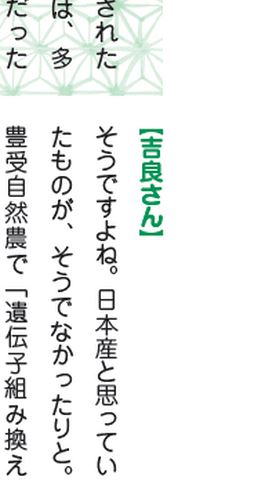 された
は、多
だった
【吉良さん】
そうですよね。日本産と思ってい
たものが、そうでなかったりと。
豊受自然農で「遺伝子組み換え